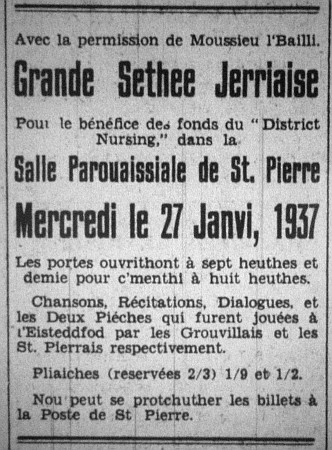 Avec la permission de Moussieu l'Bailli.
Grande Sethee Jerriaise
Pour le bénéfice des fonds du "District
Nursing," dans la
Salle Parouaissiale de St. Pierre
Mercredi le 27 Janvi, 1937
Les portes ouvrithont à sept heuthes et
demie pour c'menthi à huit heuthes.
Chansons, Récitations, Dialogues, et
les Deux Piéches qui furent jouées à
l'Eisteddfod par les Grouvillais et les
St. Pierrais respectivement.
Pliaiches (reservées 2/3) 1/9 et 1/2.
Nou peut se protchuther les billets à
la Poste de St Pierre.